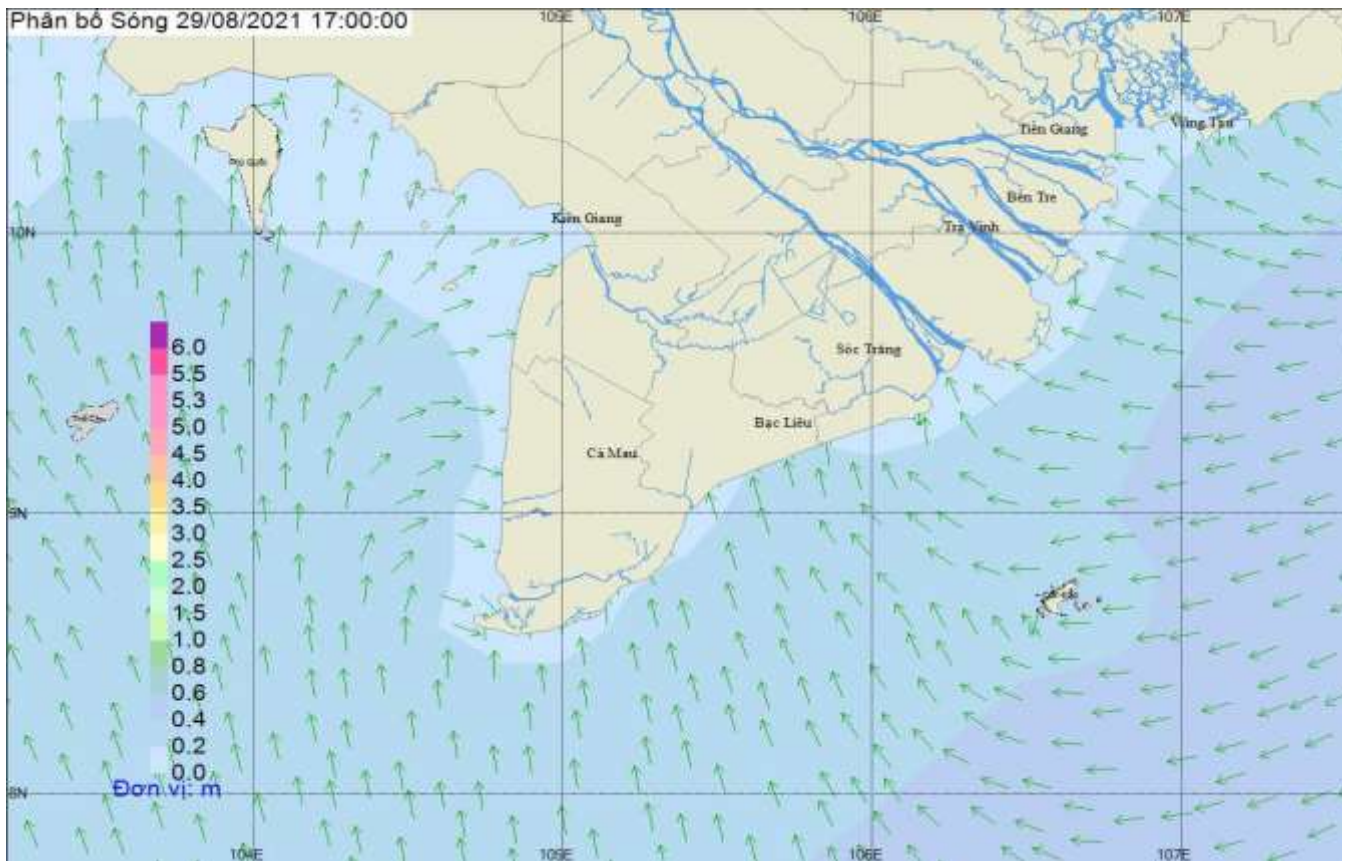 Phân bố Sóng 29/08/2021 17:00:00
105E
106E
107E
Tiền Giang
Vũng Tàu
Bến Tre
Kiên Giang
Trà Vinh
10N
6.0
5.5
5.3
5.0
4.5
4.0
3.5
3.0
2.5
2.0
1.5
1.0
0.8
0.6
0.4
0.2
0.0
Đơn vị: m
Sóc Trăng
Bạc Liêu
Cà Mau
9N
8N
104E
105E
106E
107E